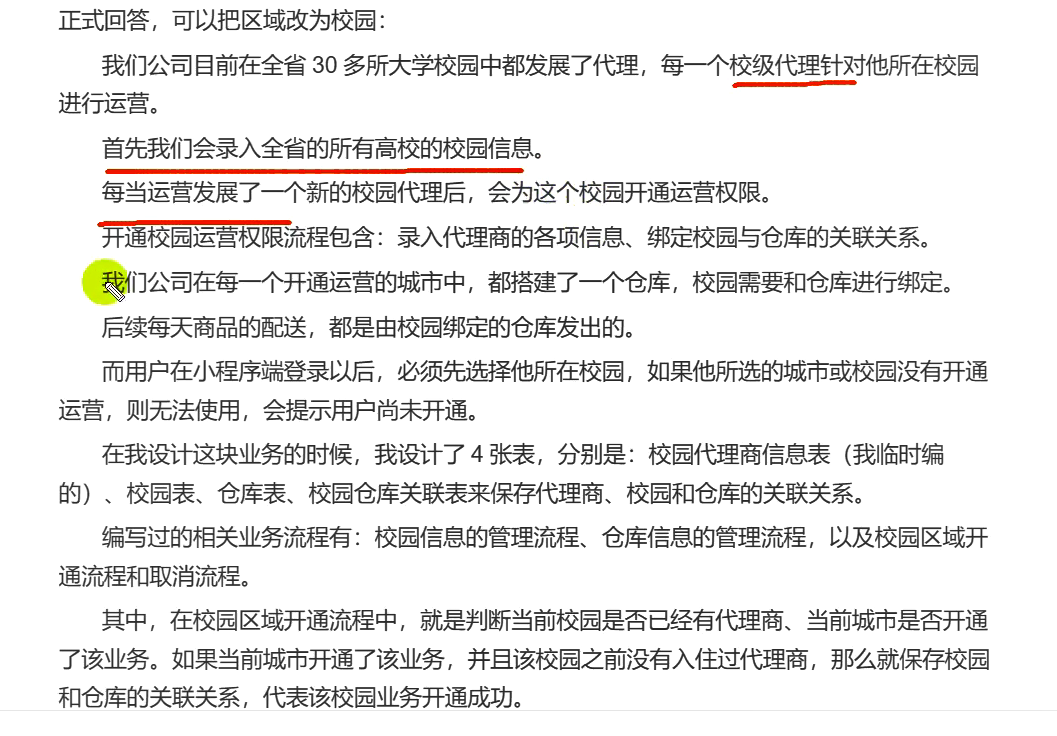 正式回答，可以把区域改为校园：
我们公司目前在全省 30 多所大学校园中都发展了代理，每一个校级代理针对他所在校园
进行运营。
首先我们会录入全省的所有高校的校园信息。
每当运营发展了一个新的校园代理后，会为这个校园开通运营权限。
开通校园运营权限流程包含：录入代理商的各项信息、绑定校园与仓库的关联关系。
我们公司在每一个开通运营的城市中，都搭建了一个仓库，校园需要和仓库进行绑定。
后续每天商品的配送，都是由校园绑定的仓库发出的。
而用户在小程序端登录以后，必须先选择他所在校园，如果他所选的城市或校园没有开通
运营，则无法使用，会提示用户尚未开通。
在我设计这块业务的时候，我设计了 4 张表，分别是：校园代理商信息表（我临时编
的）、校园表、仓库表、校园仓库关联表来保存代理商、校园和仓库的关联关系。
编写过的相关业务流程有：校园信息的管理流程、仓库信息的管理流程，以及校园区域开
通流程和取消流程。
其中，在校园区域开通流程中，就是判断当前校园是否已经有代理商、当前城市是否开通
了该业务。如果当前城市开通了该业务，并且该校园之前没有入住过代理商，那么就保存校园
和仓库的关联关系，代表该校园业务开通成功。